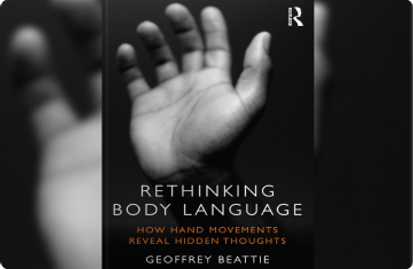 RETHINKING
BODY LANGUAGE
HOW HAND MOVEMENTS
REVEAL HIDDEN THOUGHTS
GEOFFREY BEATTIE